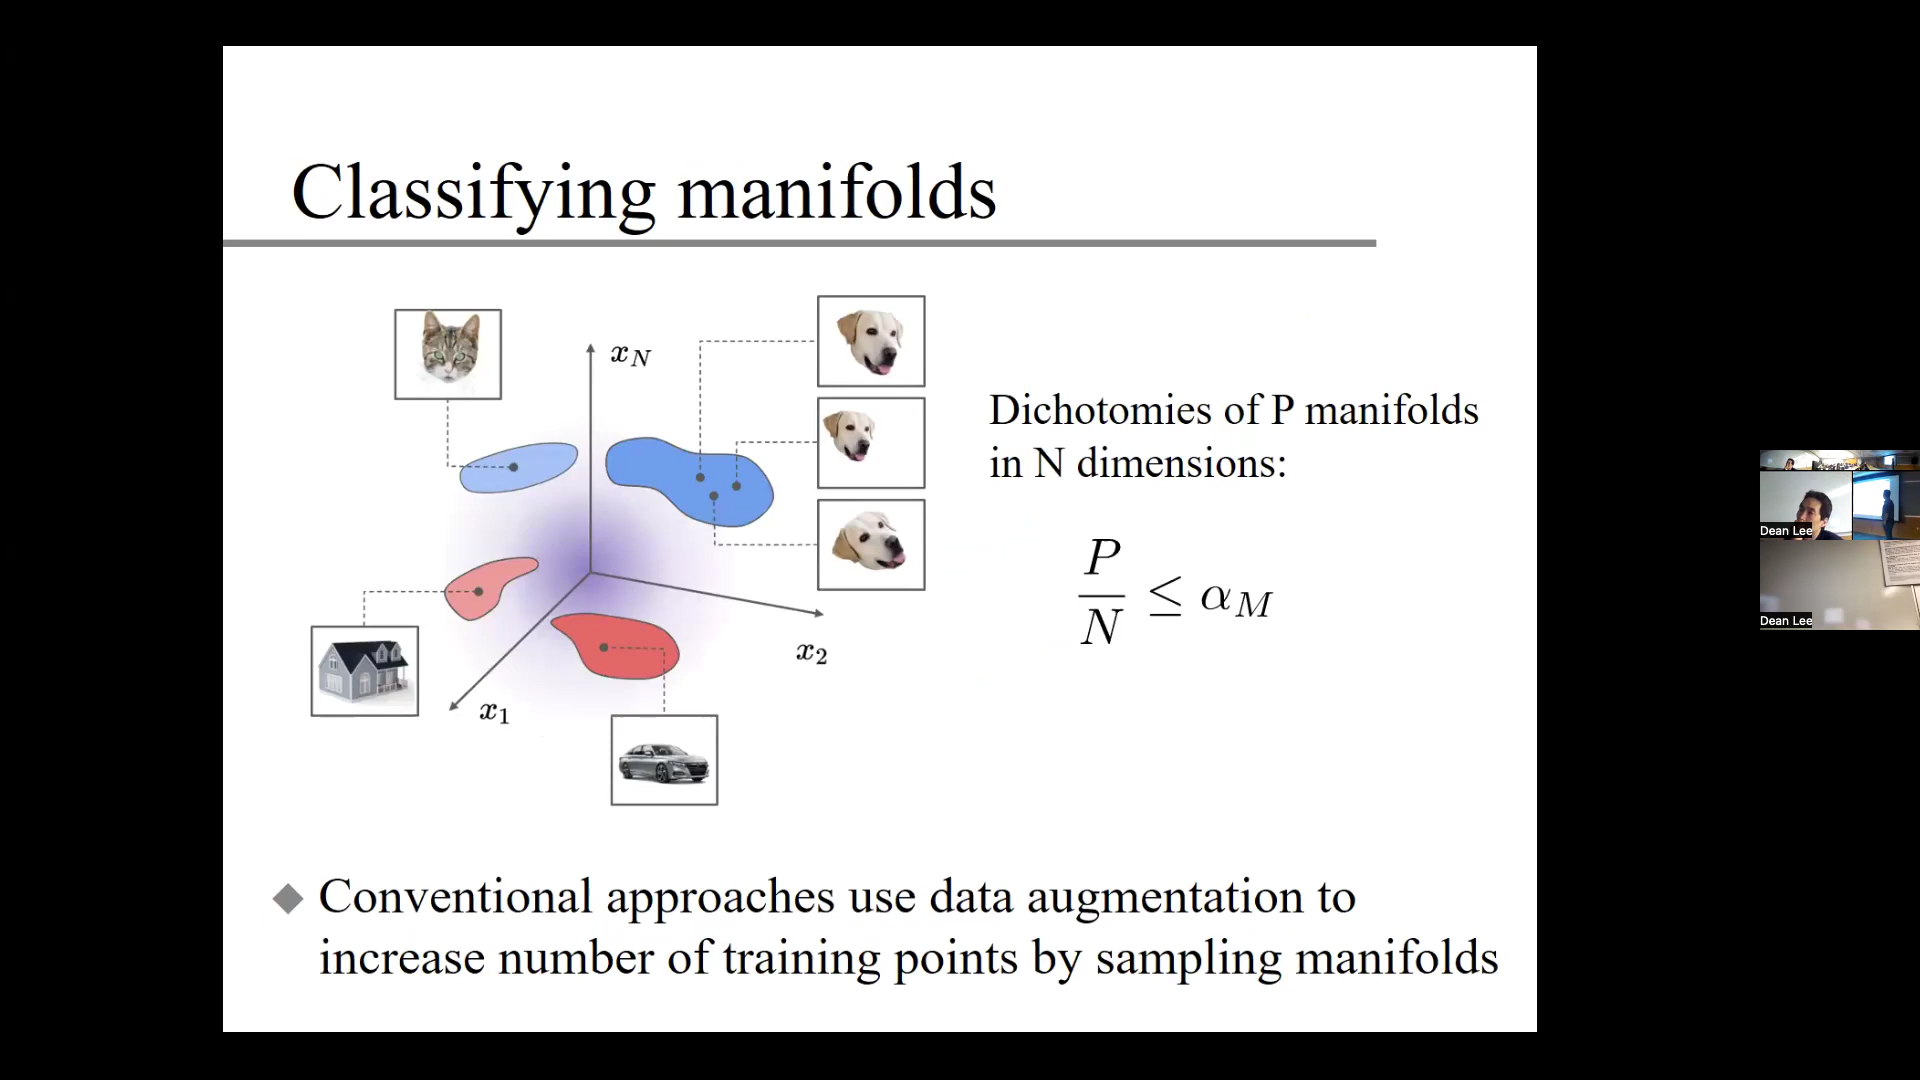 Classifying manifolds
x_N
x_2
x_1
Dichotomies of P manifolds
in N dimensions:
P/N ≤ α_M
◆ Conventional approaches use data augmentation to
increase number of training points by sampling manifolds
Dean Lee
Dean Lee